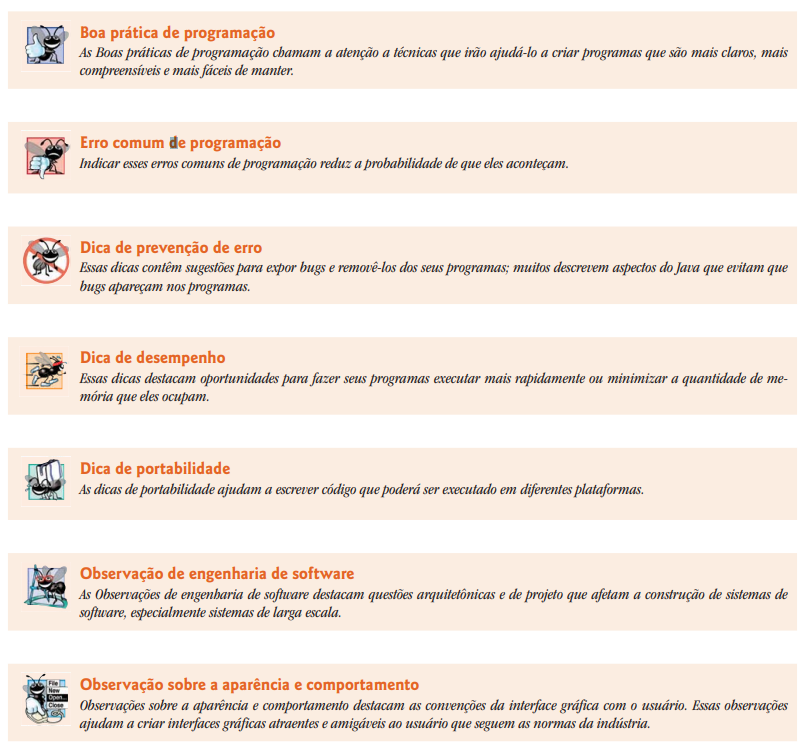 Boa prática de programação
As Boas práticas de programação chamam a atenção a técnicas que irão ajudá-lo a criar programas que são mais claros, mais
compreensíveis e mais fáceis de manter.
Erro comum de programação
Indicar esses erros comuns de programação reduz a probabilidade de que eles aconteçam.
Dica de prevenção de erro
Essas dicas contêm sugestões para expor bugs e removê-los dos seus programas; muitos descrevem aspectos do Java que evitam que
bugs apareçam nos programas.
Dica de desempenho
Essas dicas destacam oportunidades para fazer seus programas executar mais rapidamente ou minimizar a quantidade de me-
mória que eles ocupam.
Dica de portabilidade
As dicas de portabilidade ajudam a escrever código que poderá ser executado em diferentes plataformas.
Observação de engenharia de software
As Observações de engenharia de software destacam questões arquitetônicas e de projeto que afetam a construção de sistemas de
software, especialmente sistemas de larga escala.
File
New
Open...
Close
Observação sobre a aparência e comportamento
Observações sobre a aparência e comportamento destacam as convenções da interface gráfica com o usuário. Essas observações
ajudam a criar interfaces gráficas atraentes e amigáveis ao usuário que seguem as normas da indústria.